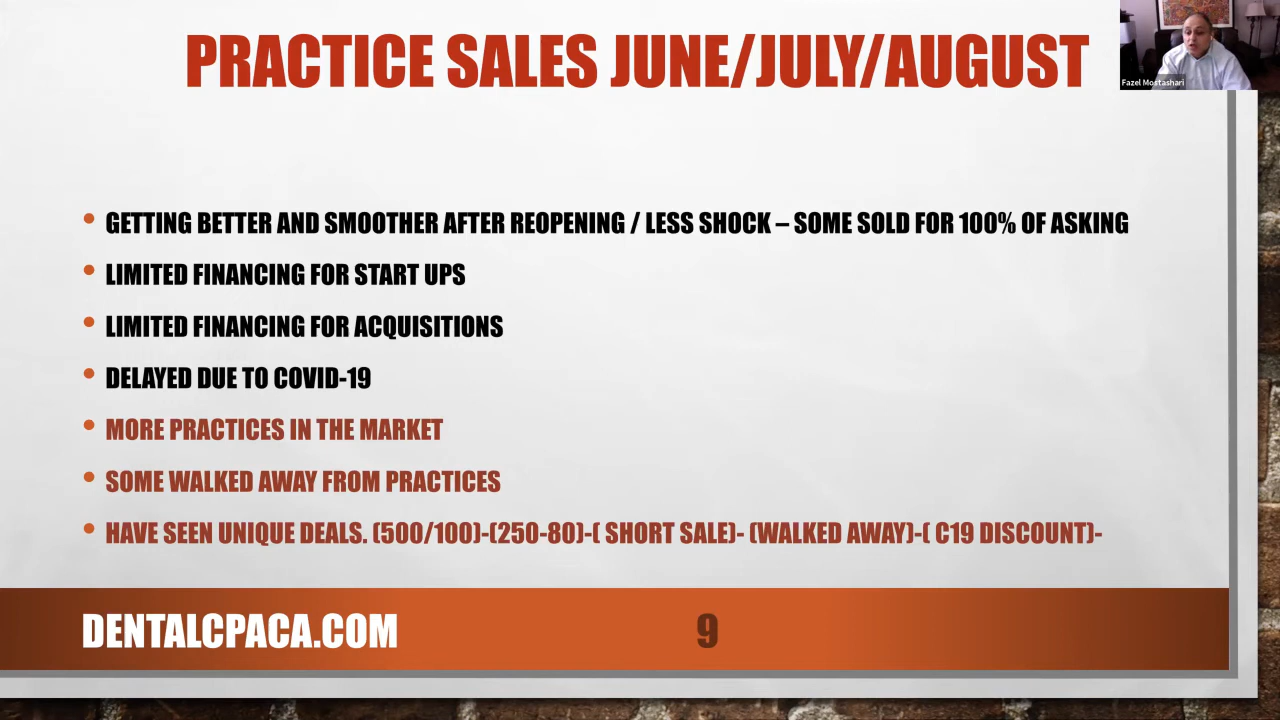 PRACTICE SALES JUNE/JULY/AUGUST
Fazel Mostashari
• GETTING BETTER AND SMOOTHER AFTER REOPENING / LESS SHOCK – SOME SOLD FOR 100% OF ASKING
• LIMITED FINANCING FOR START UPS
• LIMITED FINANCING FOR ACQUISITIONS
• DELAYED DUE TO COVID-19
• MORE PRACTICES IN THE MARKET
• SOME WALKED AWAY FROM PRACTICES
• HAVE SEEN UNIQUE DEALS. (500/100)-(250-80)-( SHORT SALE)- (WALKED AWAY)-( C19 DISCOUNT)-
DENTALCPACA.COM
9